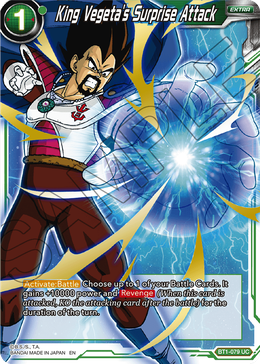 1
King Vegeta's Surprise Attack
EXTRA
Activate:Battle Choose up to 1 of your Battle Cards. It
gains +10000 power and Revenge (When this card is
attacked, KO the attacking card after the battle) for the
duration of the turn.
©B.S./S., T.A.
BANDAI MADE IN JAPAN EN
BT1-079 UC